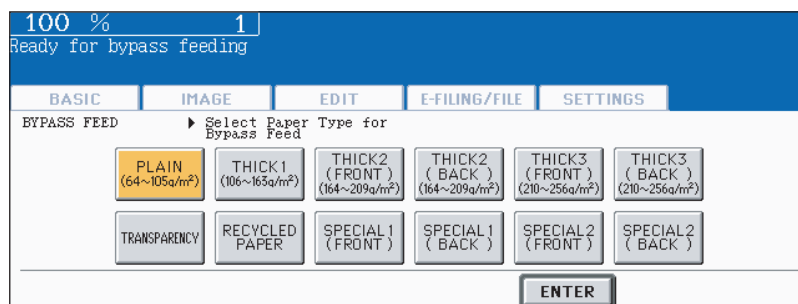 100 % 1
Ready for bypass feeding
BASIC IMAGE EDIT E-FILING/FILE SETTINGS
BYPASS FEED ▶ Select Paper Type for
Bypass Feed
PLAIN
(64~105g/m²)
THICK1
(106~163g/m²)
THICK2
(FRONT)
(164~209g/m²)
THICK2
( BACK )
(164~209g/m²)
THICK3
(FRONT)
(210~256g/m²)
THICK3
( BACK )
(210~256g/m²)
TRANSPARENCY
RECYCLED
PAPER
SPECIAL1
(FRONT)
SPECIAL1
( BACK )
SPECIAL2
(FRONT)
SPECIAL2
( BACK )
ENTER